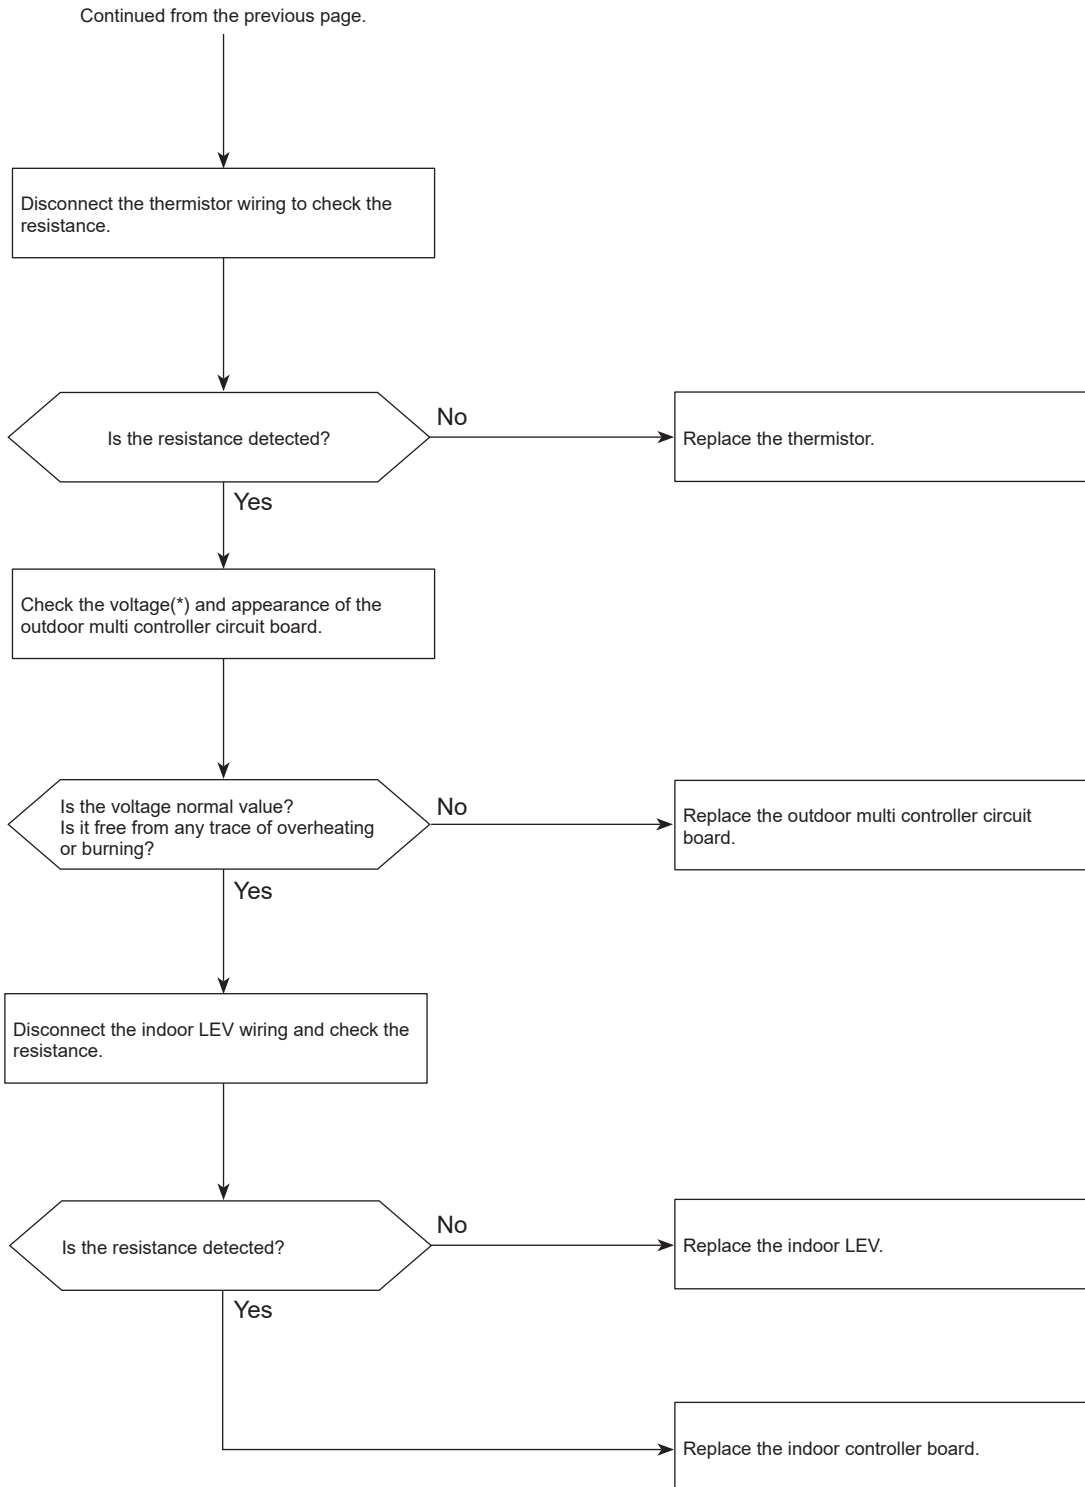 Continued from the previous page.
Disconnect the thermistor wiring to check the
resistance.
Is the resistance detected?
No
Replace the thermistor.
Yes
Check the voltage(*) and appearance of the
outdoor multi controller circuit board.
Is the voltage normal value?
Is it free from any trace of overheating
or burning?
No
Replace the outdoor multi controller circuit
board.
Yes
Disconnect the indoor LEV wiring and check the
resistance.
Is the resistance detected?
No
Replace the indoor LEV.
Yes
Replace the indoor controller board.